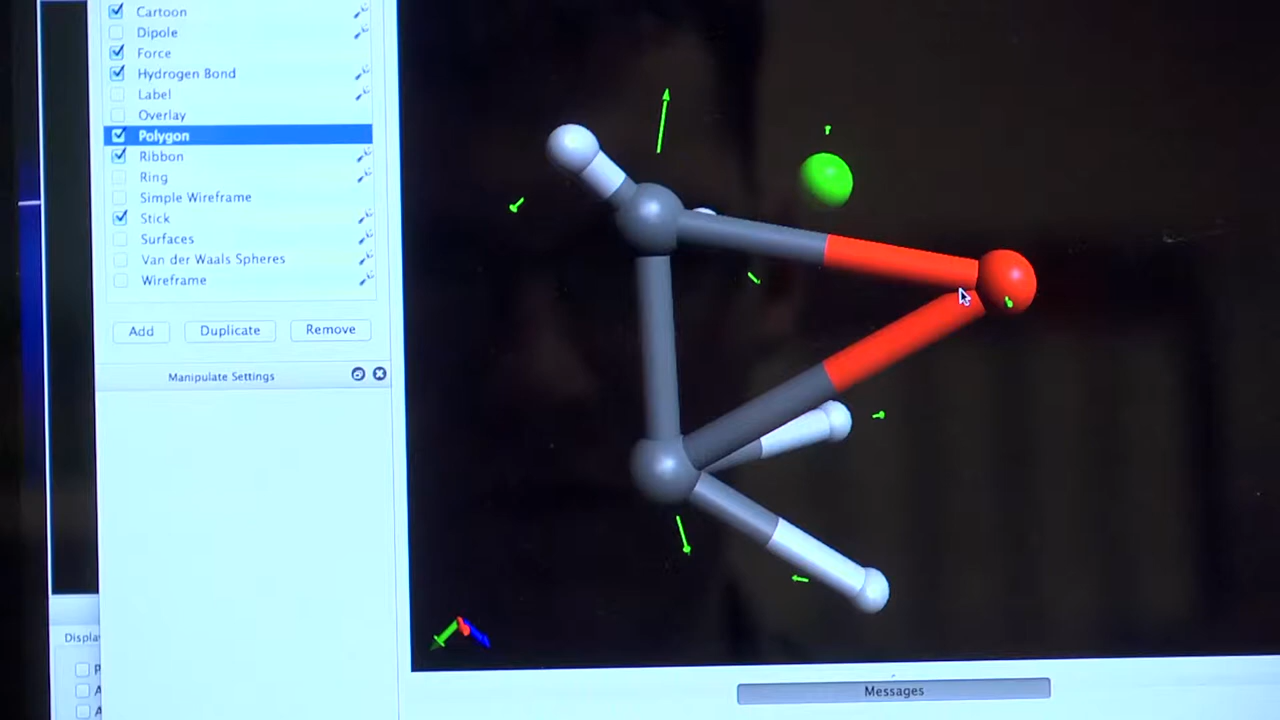 Cartoon
Dipole
Force
Hydrogen Bond
Label
Overlay
Polygon
Ribbon
Ring
Simple Wireframe
Stick
Surfaces
Van der Waals Spheres
Wireframe
Add Duplicate Remove
Manipulate Settings
Displa
P
A
A
Messages